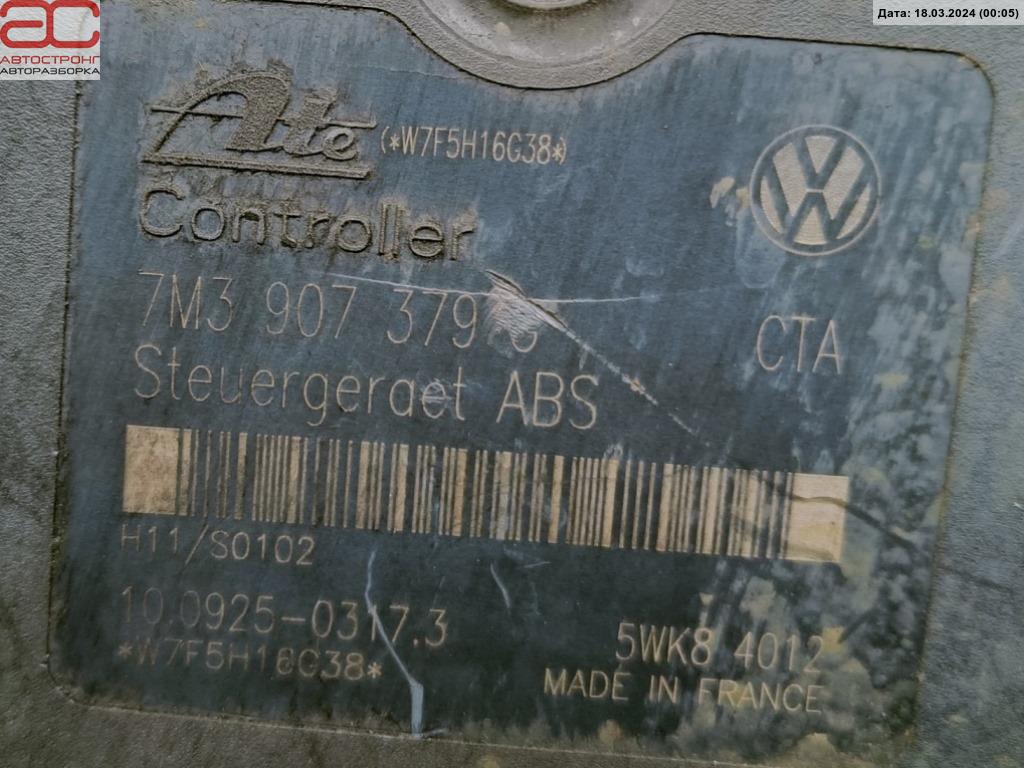 Дата: 18.03.2024 (00:05)
АС
АВТОСТРОНГ
АВТОРАЗБОРКА
Ate (*W7F5H16G38*)
Controller
7M3 907 379 CTA
Steuergeraet ABS
H11/S0102
10.0925-0317.3
*W7F5H16G38*
5WK8 4012
MADE IN FRANCE